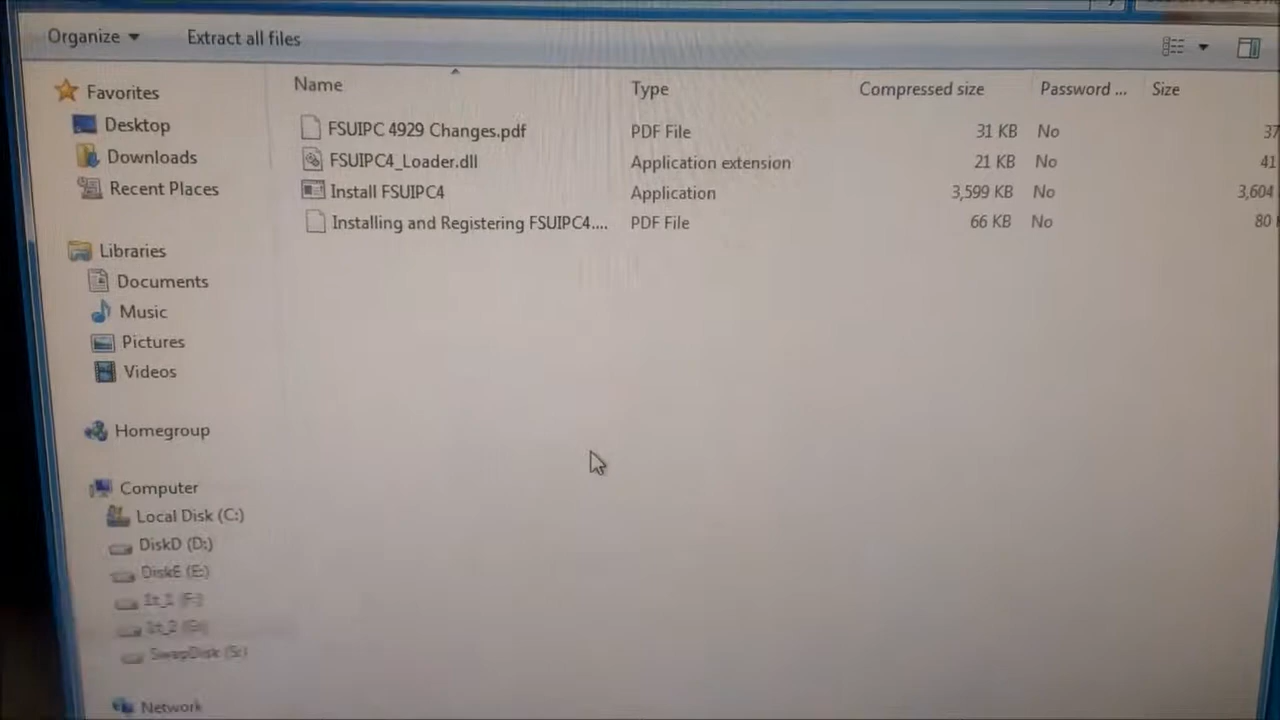 Organize
Extract all files
Name
Type
Compressed size
Password ...
Size
Favorites
Desktop
Downloads
Recent Places
Libraries
Documents
Music
Pictures
Videos
Homegroup
Computer
Local Disk (C:)
DiskD (D:)
DiskE (E:)
SwapDisk (S:)
Network
FSUIPC 4929 Changes.pdf PDF File 31 KB No 37
FSUIPC4_Loader.dll Application extension 21 KB No 41
Install FSUIPC4 Application 3,599 KB No 3,604
Installing and Registering FSUIPC4.... PDF File 66 KB No 80